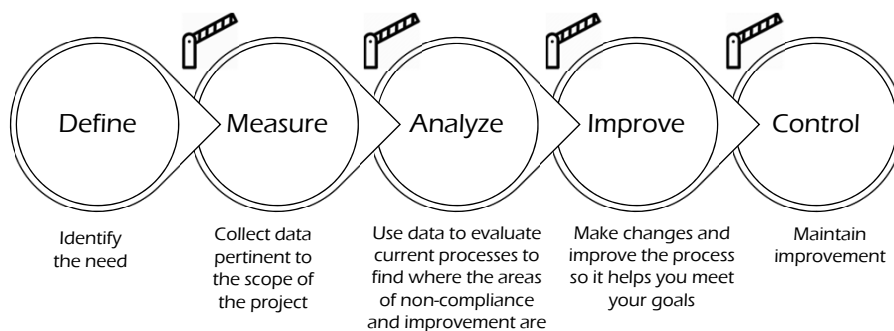 Define
Measure
Analyze
Improve
Control
Identify
the need
Collect data
pertinent to
the scope of
the project
Use data to evaluate
current processes to
find where the areas
of non-compliance
and improvement are
Make changes and
improve the process
so it helps you meet
your goals
Maintain
improvement